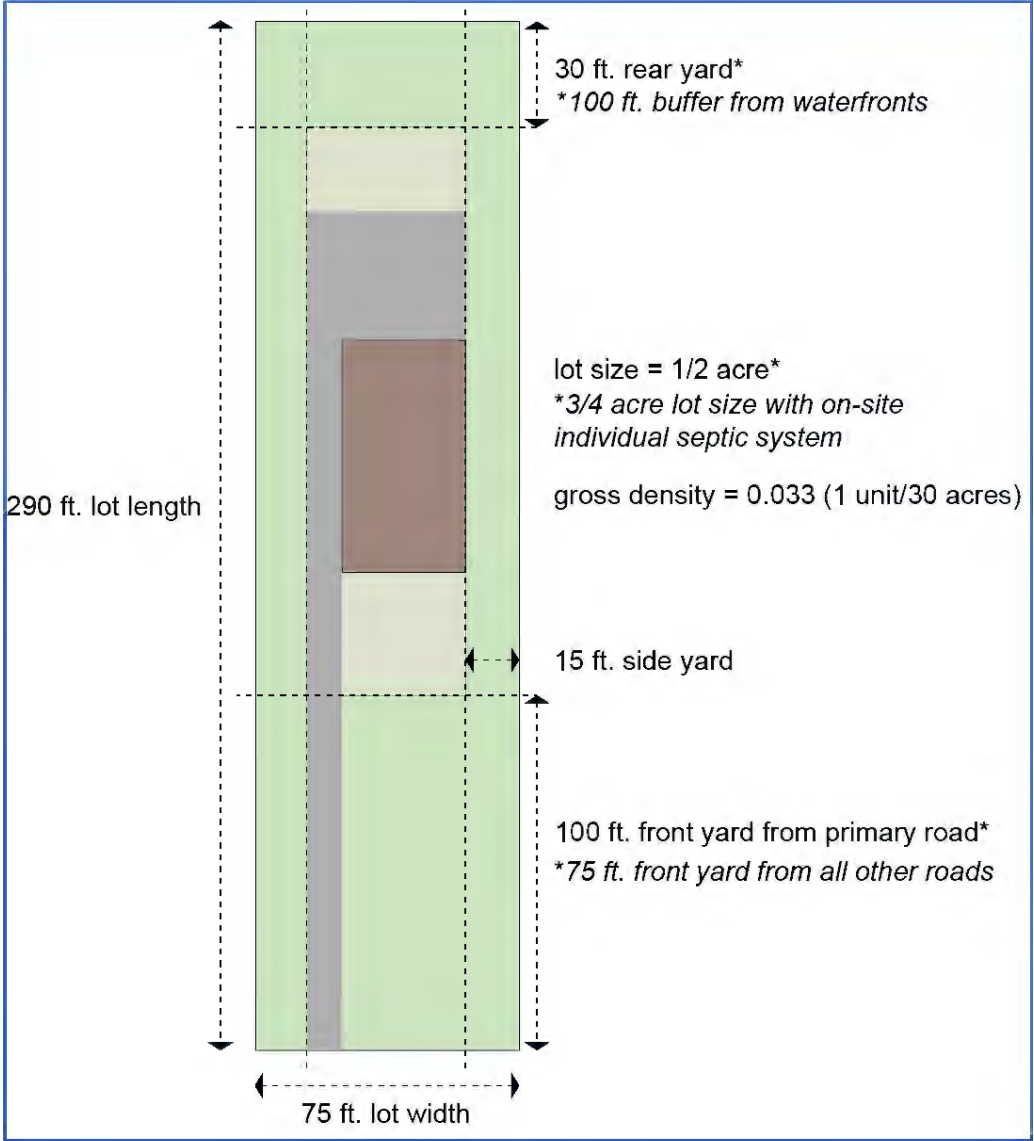 30 ft. rear yard*
*100 ft. buffer from waterfronts
lot size = 1/2 acre*
*3/4 acre lot size with on-site
individual septic system
gross density = 0.033 (1 unit/30 acres)
290 ft. lot length
15 ft. side yard
100 ft. front yard from primary road*
*75 ft. front yard from all other roads
75 ft. lot width